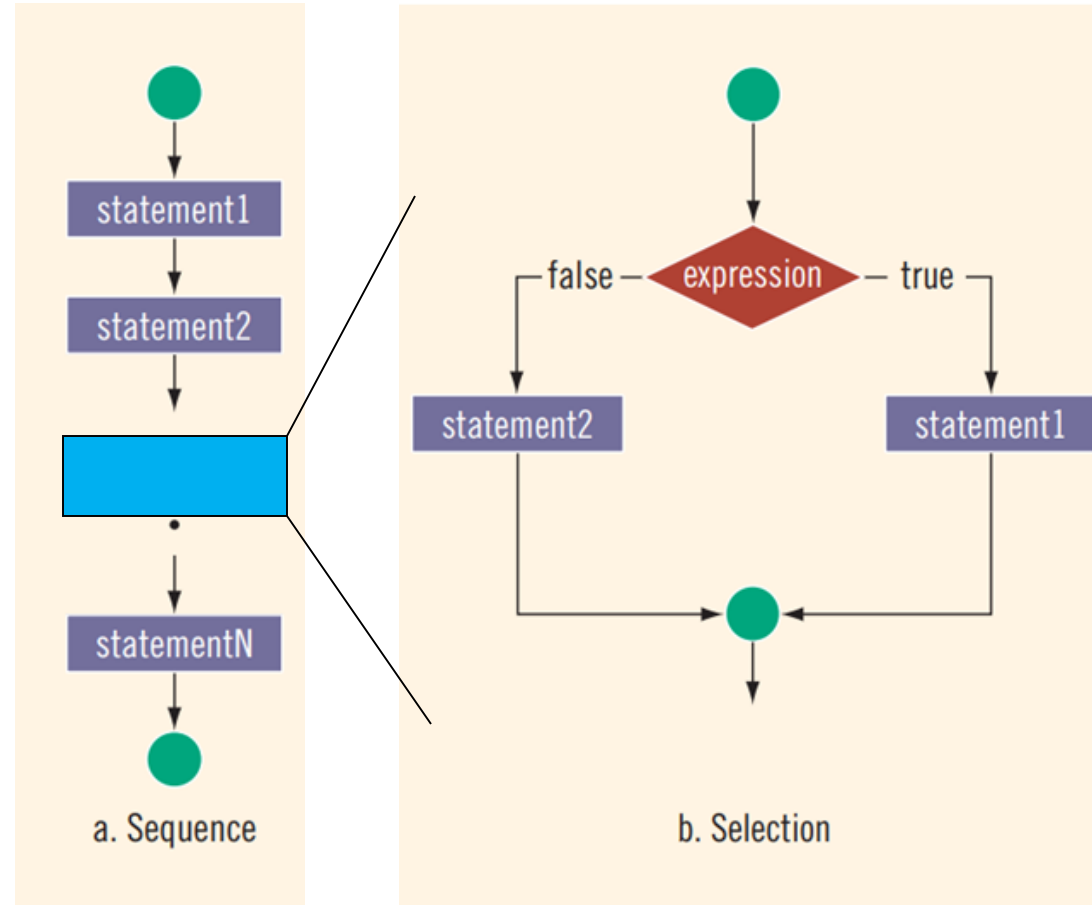 statement1
statement2
statementN
a. Sequence
expression
false
true
statement2
statement1
b. Selection